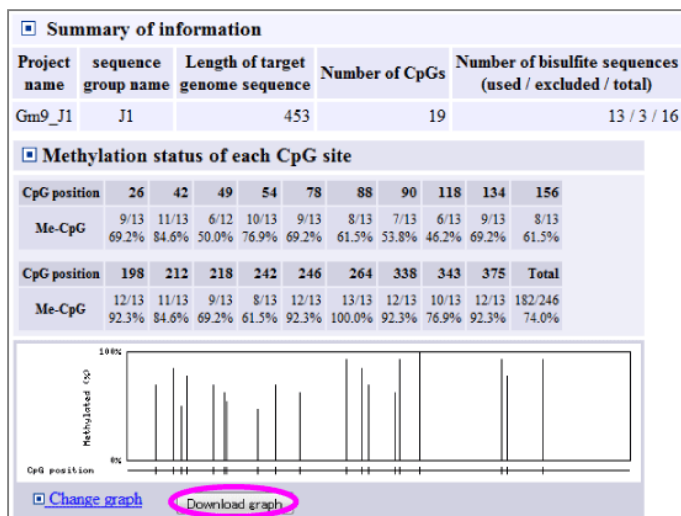 Summary of information
Project name sequence group name Length of target genome sequence Number of CpGs Number of bisulfite sequences (used / excluded / total)
Gm9_J1 J1 453 19 13 / 3 / 16
Methylation status of each CpG site
CpG position 26 42 49 54 78 88 90 118 134 156
Me-CpG 9/13 11/13 6/12 10/13 9/13 8/13 7/13 6/13 9/13 8/13
69.2% 84.6% 50.0% 76.9% 69.2% 61.5% 53.8% 46.2% 69.2% 61.5%
CpG position 198 212 218 242 246 264 338 343 375 Total
Me-CpG 12/13 11/13 9/13 8/13 12/13 13/13 12/13 10/13 12/13 182/246
92.3% 84.6% 69.2% 61.5% 92.3% 100.0% 92.3% 76.9% 92.3% 74.0%
100%
Methylated (%)
0%
CpG position
Change graph Download graph